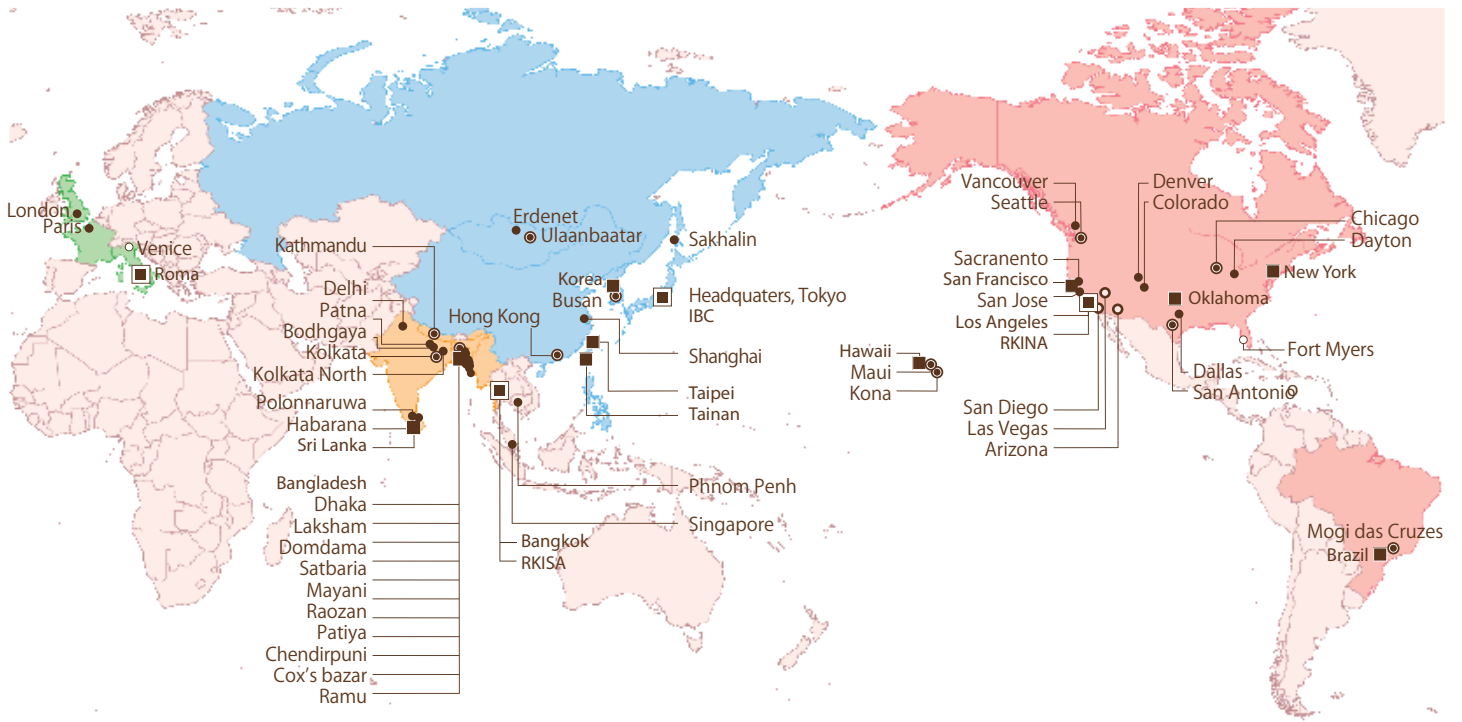 London
Paris
Venice
Roma
Kathmandu
Delhi
Patna
Bodhgaya
Kolkata
Kolkata North
Polonnaruwa
Habarana
Sri Lanka
Bangladesh
Dhaka
Laksham
Domdama
Satbaria
Mayani
Raozan
Patiya
Chendirpuni
Cox's bazar
Ramu
Erdenet
Ulaanbaatar
Sakhalin
Korea
Busan
Headquaters, Tokyo
IBC
Hong Kong
Shanghai
Taipei
Tainan
Phnom Penh
Singapore
Bangkok
RKISA
Vancouver
Seattle
Sacranento
San Francisco
San Jose
Los Angeles
RKINA
Hawaii
Maui
Kona
San Diego
Las Vegas
Arizona
Denver
Colorado
Chicago
Dayton
New York
Oklahoma
Fort Myers
Dallas
San Antonio
Mogi das Cruzes
Brazil